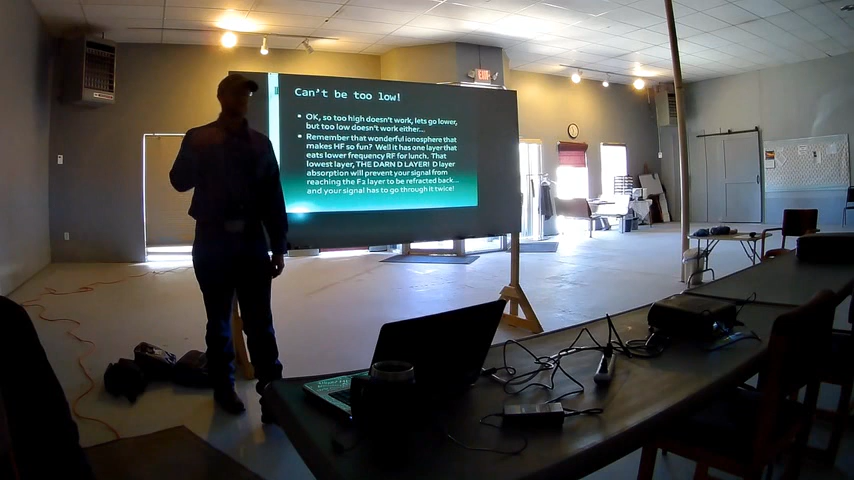 EXIT
Can't be too low!
• OK, so too high doesn't work, lets go lower,
but too low doesn't work either...
• Remember that wonderful ionosphere that
makes HF so fun? Well it has one layer that
eats lower frequency RF for lunch. That
lowest layer, THE DARN D LAYER! D layer
absorption will prevent your signal from
reaching the F2 layer to be refracted back...
and your signal has to go through it twice!